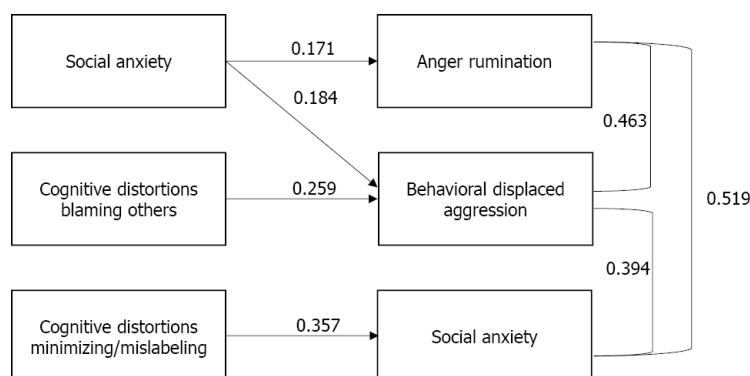 Social anxiety
0.171
Anger rumination
0.184
0.463
Cognitive distortions
blaming others
0.259
Behavioral displaced
aggression
0.519
0.394
Cognitive distortions
minimizing/mislabeling
0.357
Social anxiety